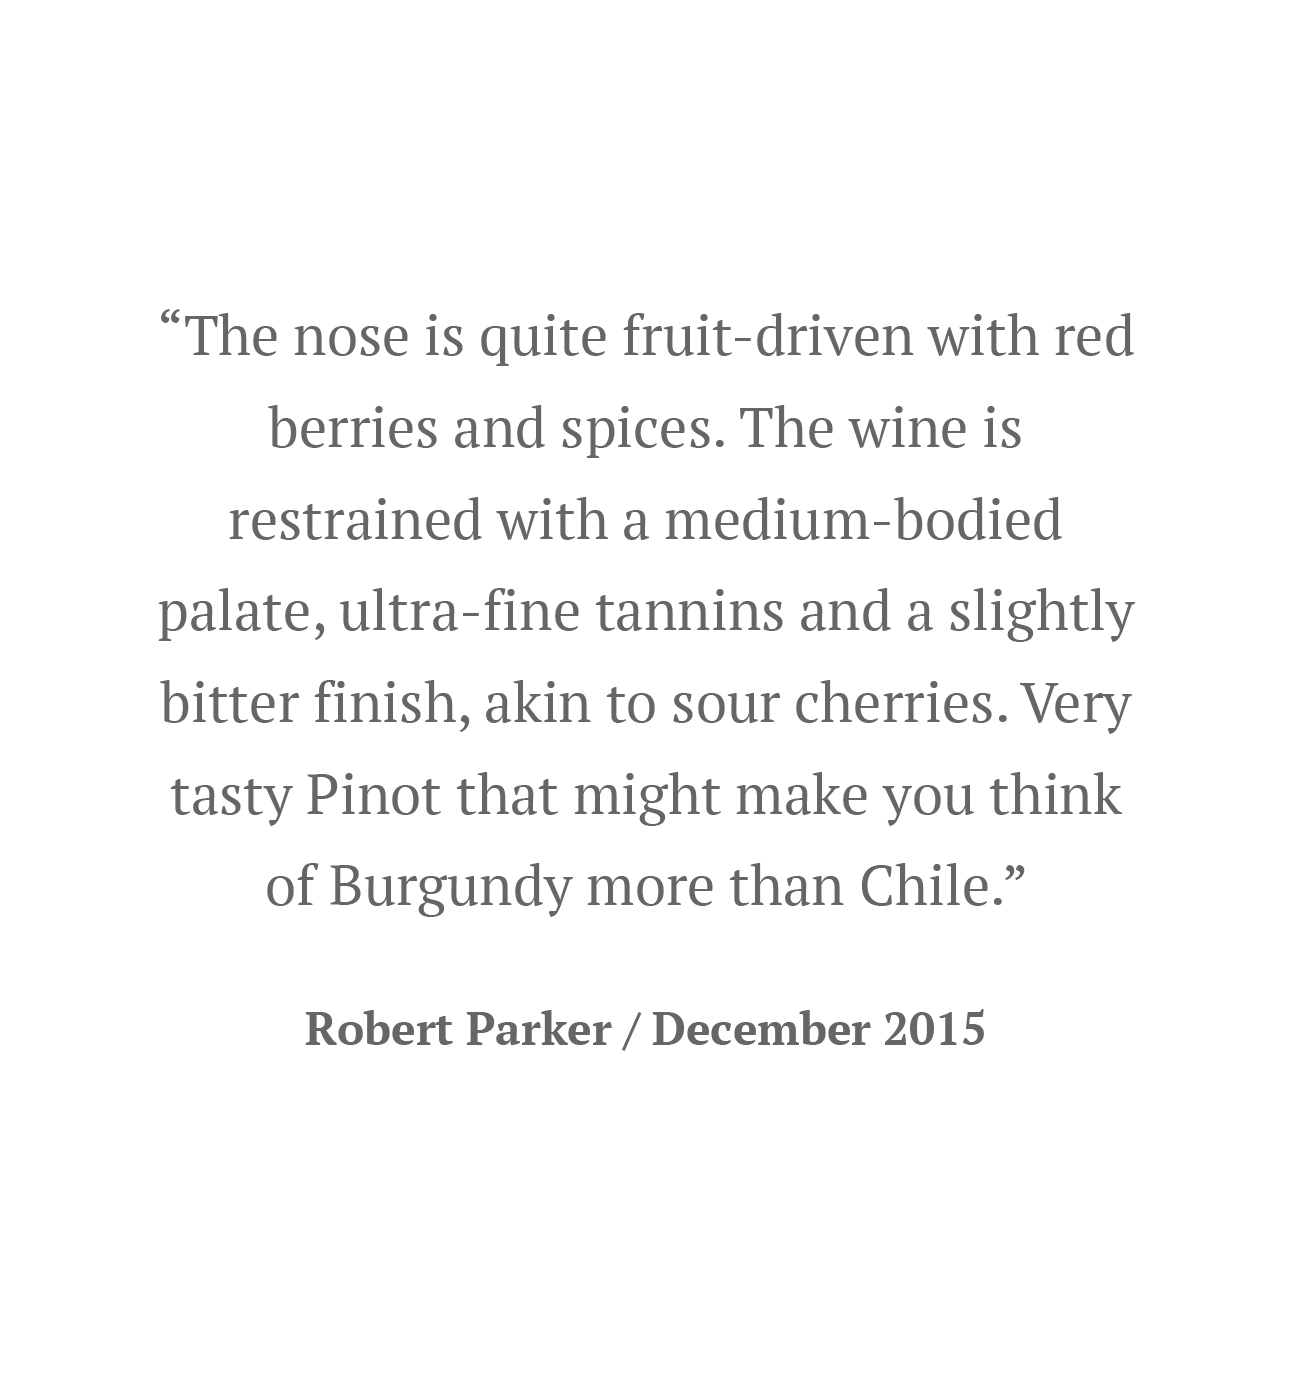 “The nose is quite fruit-driven with red
berries and spices. The wine is
restrained with a medium-bodied
palate, ultra-fine tannins and a slightly
bitter finish, akin to sour cherries. Very
tasty Pinot that might make you think
of Burgundy more than Chile.”
Robert Parker / December 2015